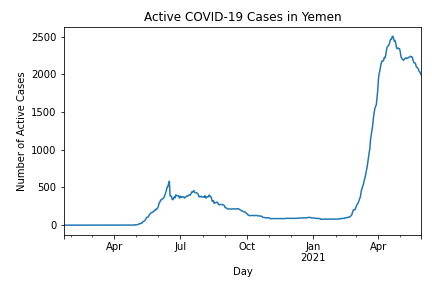 Active COVID-19 Cases in Yemen
Number of Active Cases
2500
2000
1500
1000
500
0
Apr Jul Oct Jan Apr
2021
Day